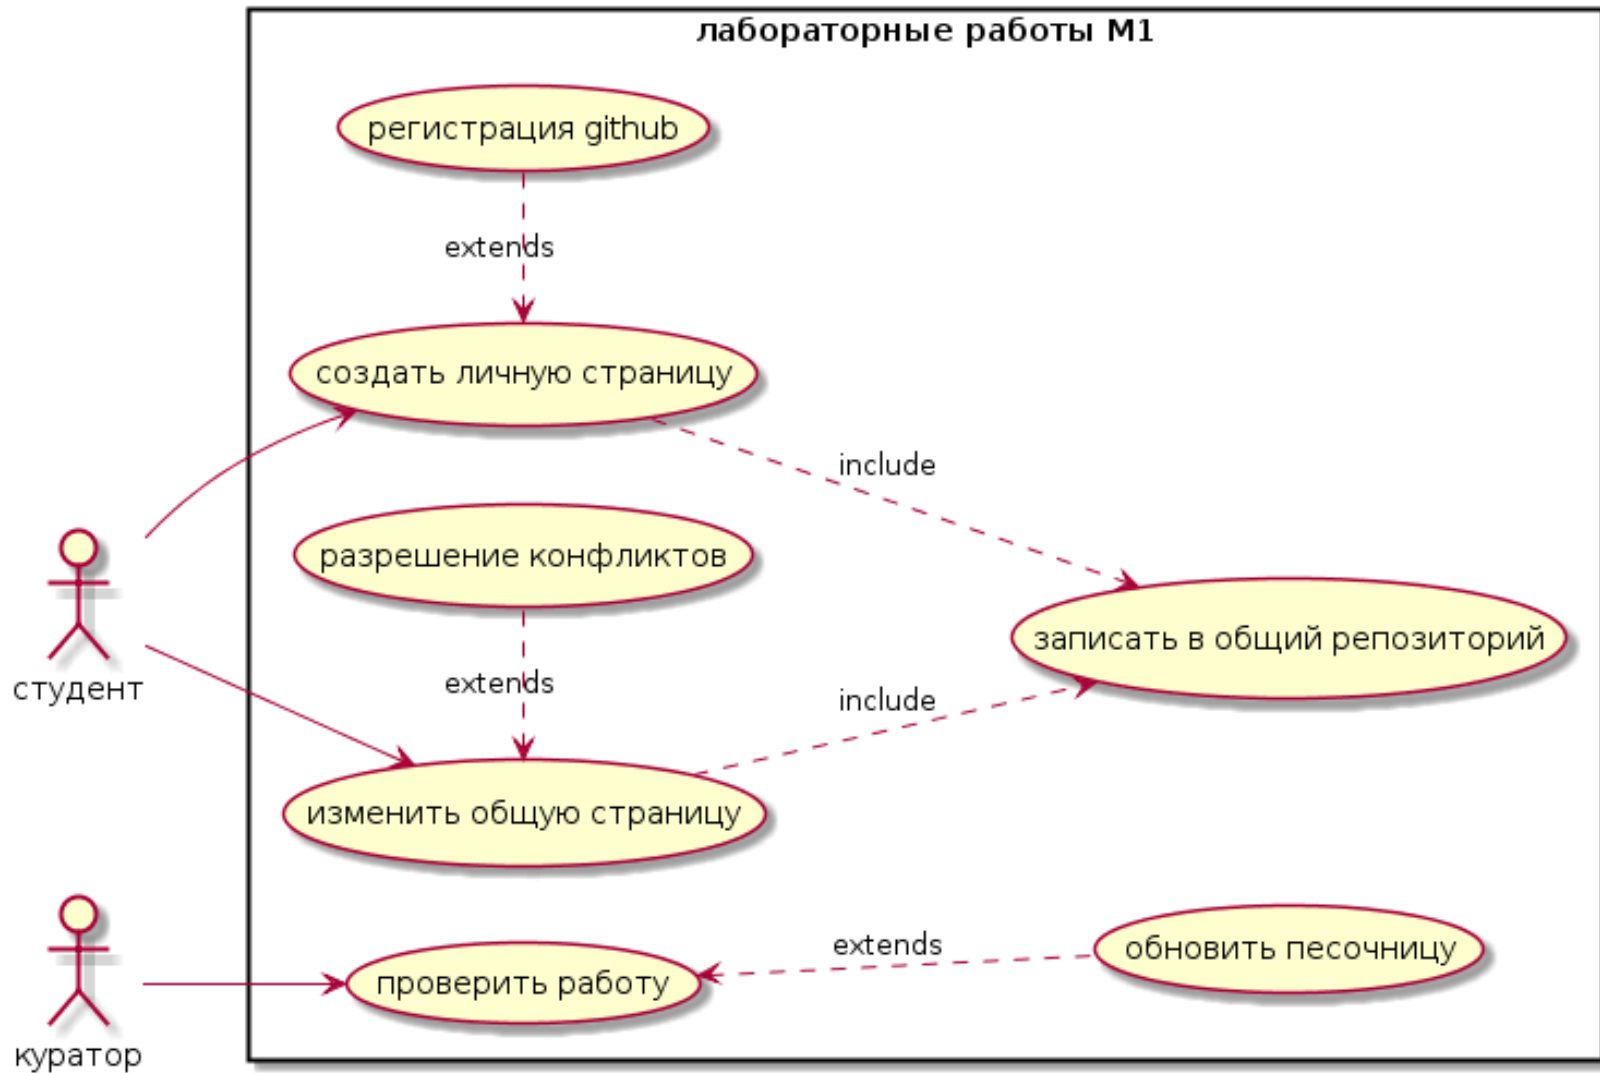 лабораторные работы М1
регистрация github
extends
создать личную страницу
include
разрешение конфликтов
записать в общий репозиторий
extends
студент
include
изменить общую страницу
extends
обновить песочницу
проверить работу
куратор